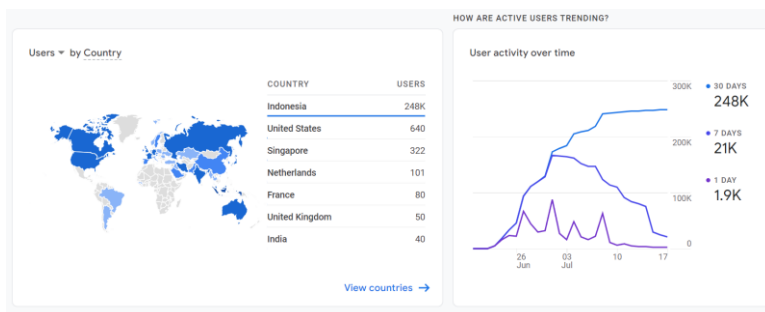 HOW ARE ACTIVE USERS TRENDING?
Users by Country
COUNTRY USERS
Indonesia 248K
United States 640
Singapore 322
Netherlands 101
France 80
United Kingdom 50
India 40
View countries →
User activity over time
300K
200K
100K
0
26 Jun
03 Jul
10
17
30 DAYS
248K
7 DAYS
21K
1 DAY
1.9K